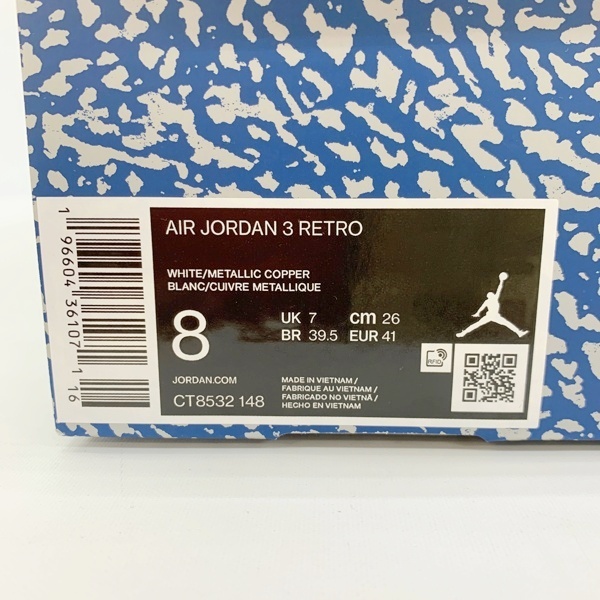 AIR JORDAN 3 RETRO
WHITE/METALLIC COPPER
BLANC/CUIVRE METALLIQUE
8
UK 7 cm 26
BR 39.5 EUR 41
JORDAN.COM
CT8532 148
MADE IN VIETNAM /
FABRIQUE AU VIETNAM /
FABRICADO NO VIETNÃ /
HECHO EN VIETNAM
RFID
1 96604 36107 1 16